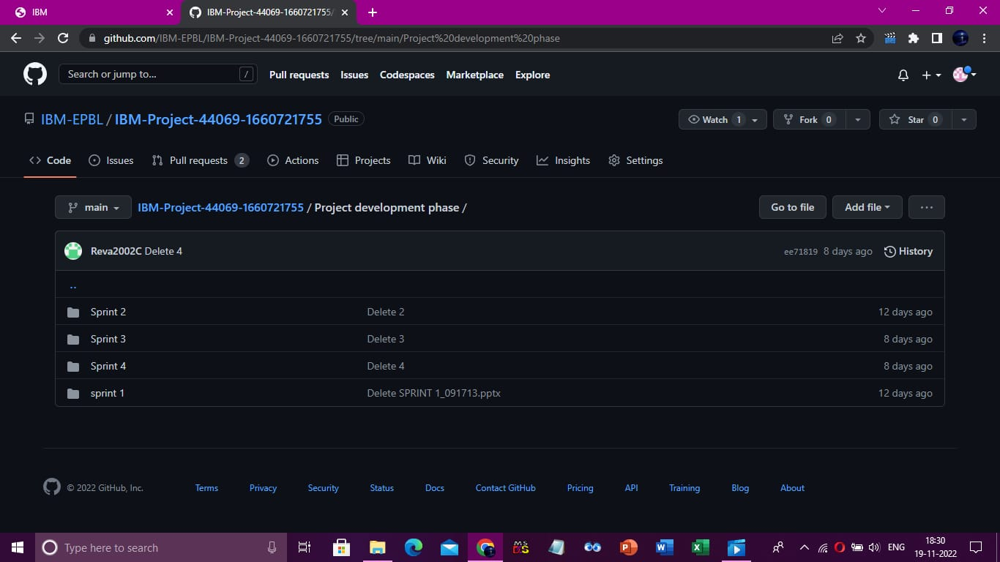 IBM
IBM-Project-44069-1660721755/
github.com/IBM-EPBL/IBM-Project-44069-1660721755/tree/main/Project%20development%20phase
Search or jump to... /
Pull requests Issues Codespaces Marketplace Explore
IBM-EPBL / IBM-Project-44069-1660721755 Public
Watch 1 Fork 0 Star 0
Code Issues Pull requests 2 Actions Projects Wiki Security Insights Settings
main IBM-Project-44069-1660721755 / Project development phase / Go to file Add file ...
Reva2002C Delete 4 ee71819 8 days ago History
..
Sprint 2 Delete 2 12 days ago
Sprint 3 Delete 3 8 days ago
Sprint 4 Delete 4 8 days ago
sprint 1 Delete SPRINT 1_091713.pptx 12 days ago
© 2022 GitHub, Inc. Terms Privacy Security Status Docs Contact GitHub Pricing API Training Blog About
Type here to search
ENG
18:30
19-11-2022